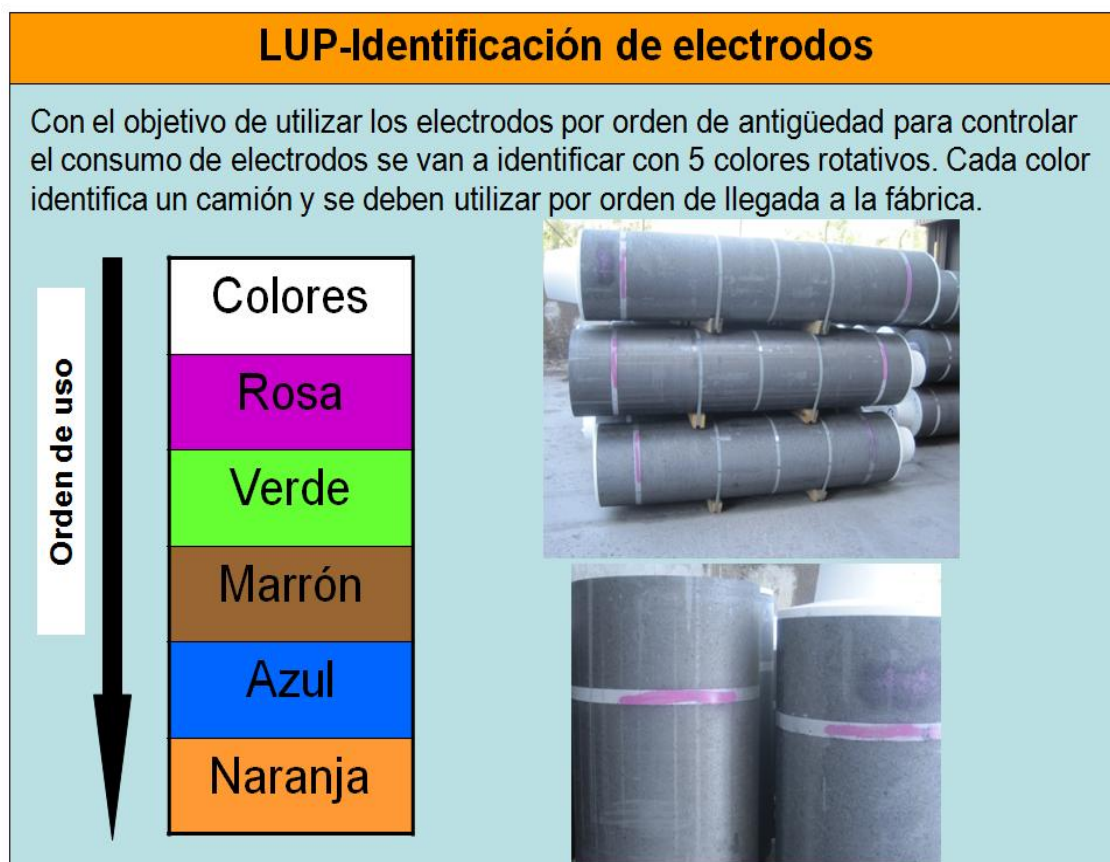 LUP-Identificación de electrodos
Con el objetivo de utilizar los electrodos por orden de antigüedad para controlar
el consumo de electrodos se van a identificar con 5 colores rotativos. Cada color
identifica un camión y se deben utilizar por orden de llegada a la fábrica.
Orden de uso
Colores
Rosa
Verde
Marrón
Azul
Naranja